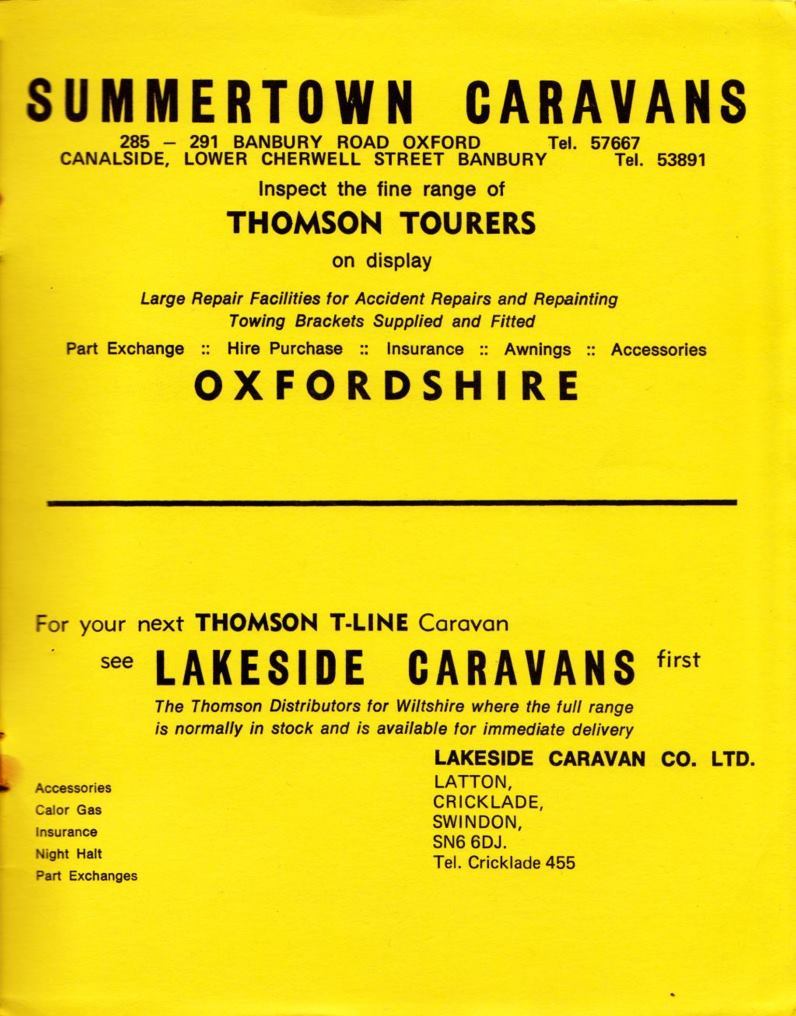 SUMMERTOWN CARAVANS
285 – 291 BANBURY ROAD OXFORD Tel. 57667
CANALSIDE, LOWER CHERWELL STREET BANBURY Tel. 53891
Inspect the fine range of
THOMSON TOURERS
on display
Large Repair Facilities for Accident Repairs and Repainting
Towing Brackets Supplied and Fitted
Part Exchange :: Hire Purchase :: Insurance :: Awnings :: Accessories
OXFORDSHIRE
For your next THOMSON T-LINE Caravan
see LAKESIDE CARAVANS first
The Thomson Distributors for Wiltshire where the full range
is normally in stock and is available for immediate delivery
Accessories
Calor Gas
Insurance
Night Halt
Part Exchanges
LAKESIDE CARAVAN CO. LTD.
LATTON,
CRICKLADE,
SWINDON,
SN6 6DJ.
Tel. Cricklade 455